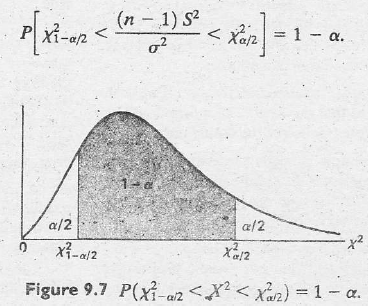 P[χ²₁₋α/₂ < (n − 1) S² / σ² < χ²α/₂] = 1 − α.
1 − α
α/2 α/2
0 χ²₁₋α/₂ χ²α/₂ χ²
Figure 9.7 P(χ²₁₋α/₂ < X² < χ²α/₂) = 1 − α.